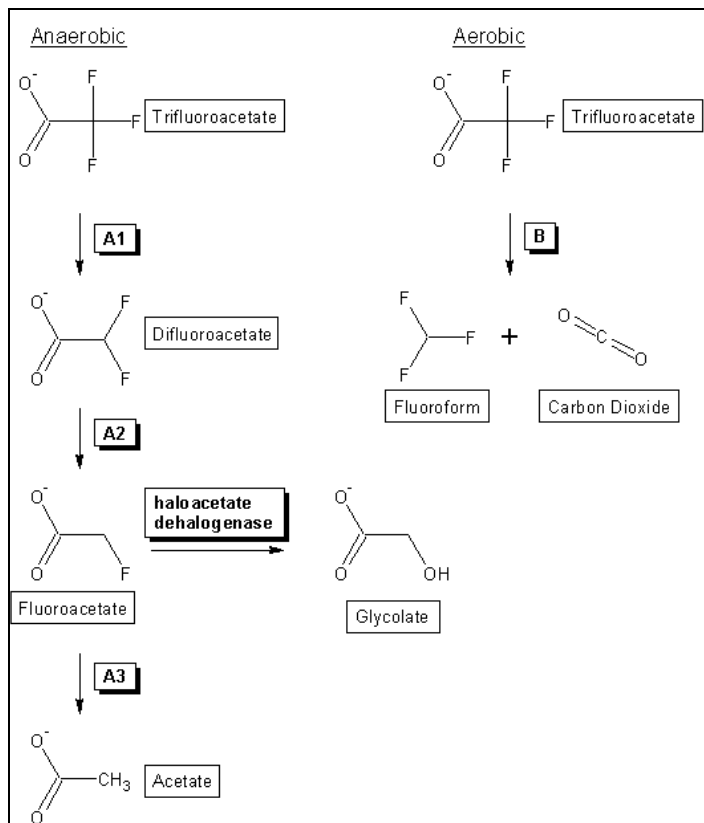 Anaerobic
Aerobic
O-
F
F
F
O
Trifluoroacetate
O-
F
F
F
O
Trifluoroacetate
A1
B
O-
F
O
F
Difluoroacetate
F
F
F
+
O
C
O
Fluoroform
Carbon Dioxide
A2
O-
O
F
Fluoroacetate
haloacetate
dehalogenase
O-
O
OH
Glycolate
A3
O-
O
CH3
Acetate